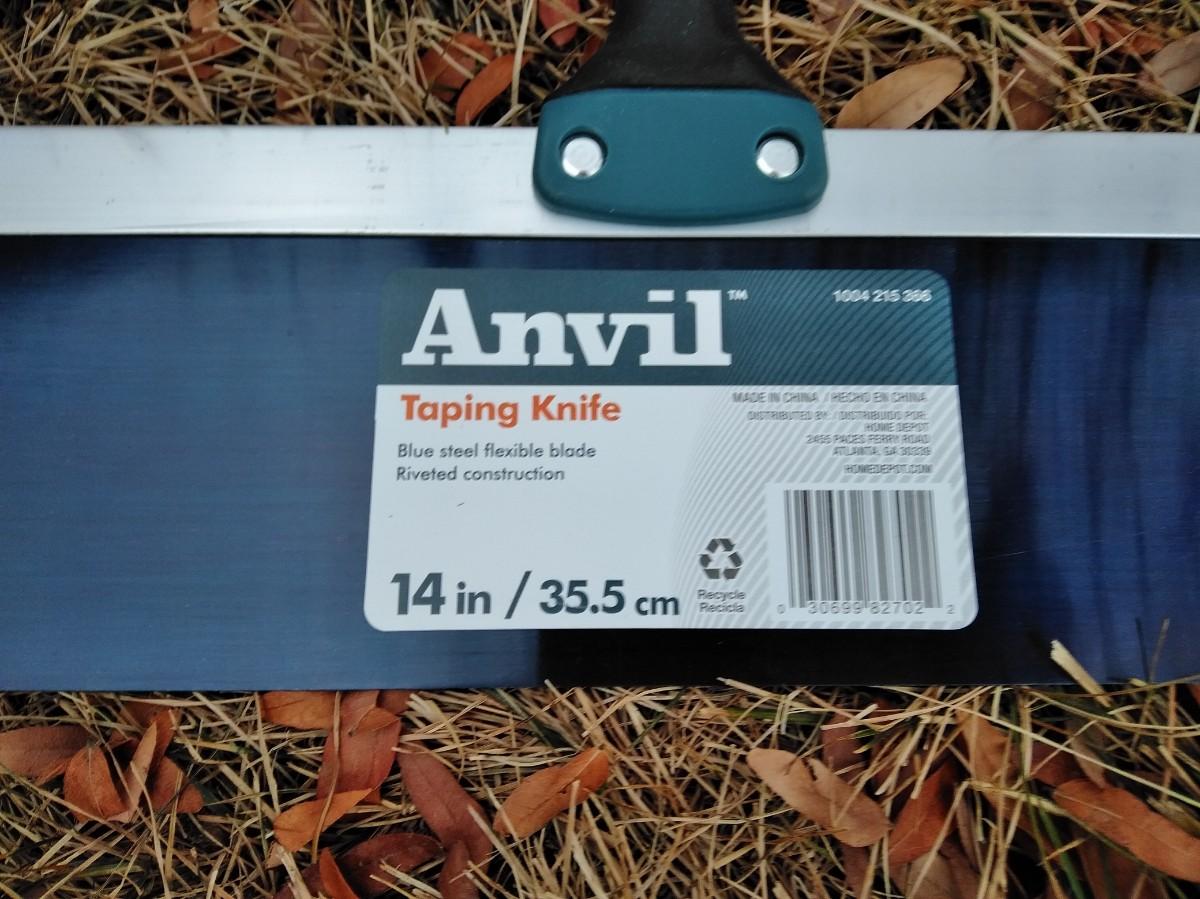 Anvil™
1004 215 366
Taping Knife
Blue steel flexible blade
Riveted construction
MADE IN CHINA / HECHO EN CHINA
DISTRIBUTED BY: / DISTRIBUIDO POR:
HOME DEPOT
2455 PACES FERRY ROAD
ATLANTA, GA 30339
HOMEDEPOT.COM
14 in / 35.5 cm
Recycle
Recicla
0 30699 82702 2